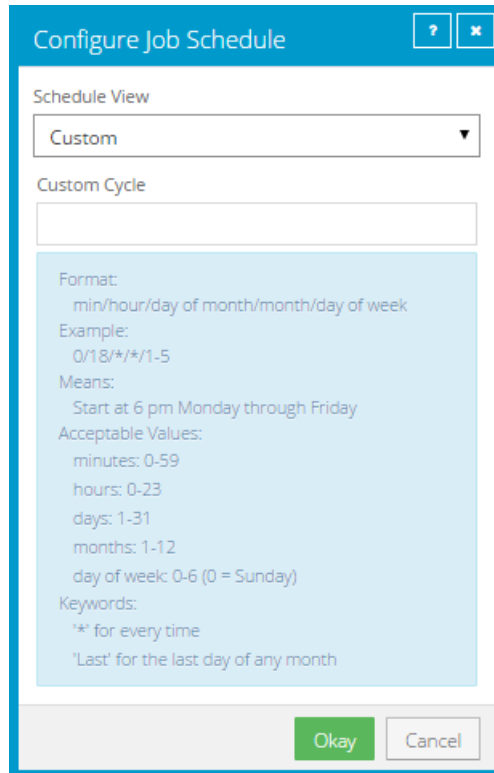 Configure Job Schedule
?
×
Schedule View
Custom
Custom Cycle
Format:
min/hour/day of month/month/day of week
Example:
0/18/*/*/1-5
Means:
Start at 6 pm Monday through Friday
Acceptable Values:
minutes: 0-59
hours: 0-23
days: 1-31
months: 1-12
day of week: 0-6 (0 = Sunday)
Keywords:
'*' for every time
'Last' for the last day of any month
Okay
Cancel